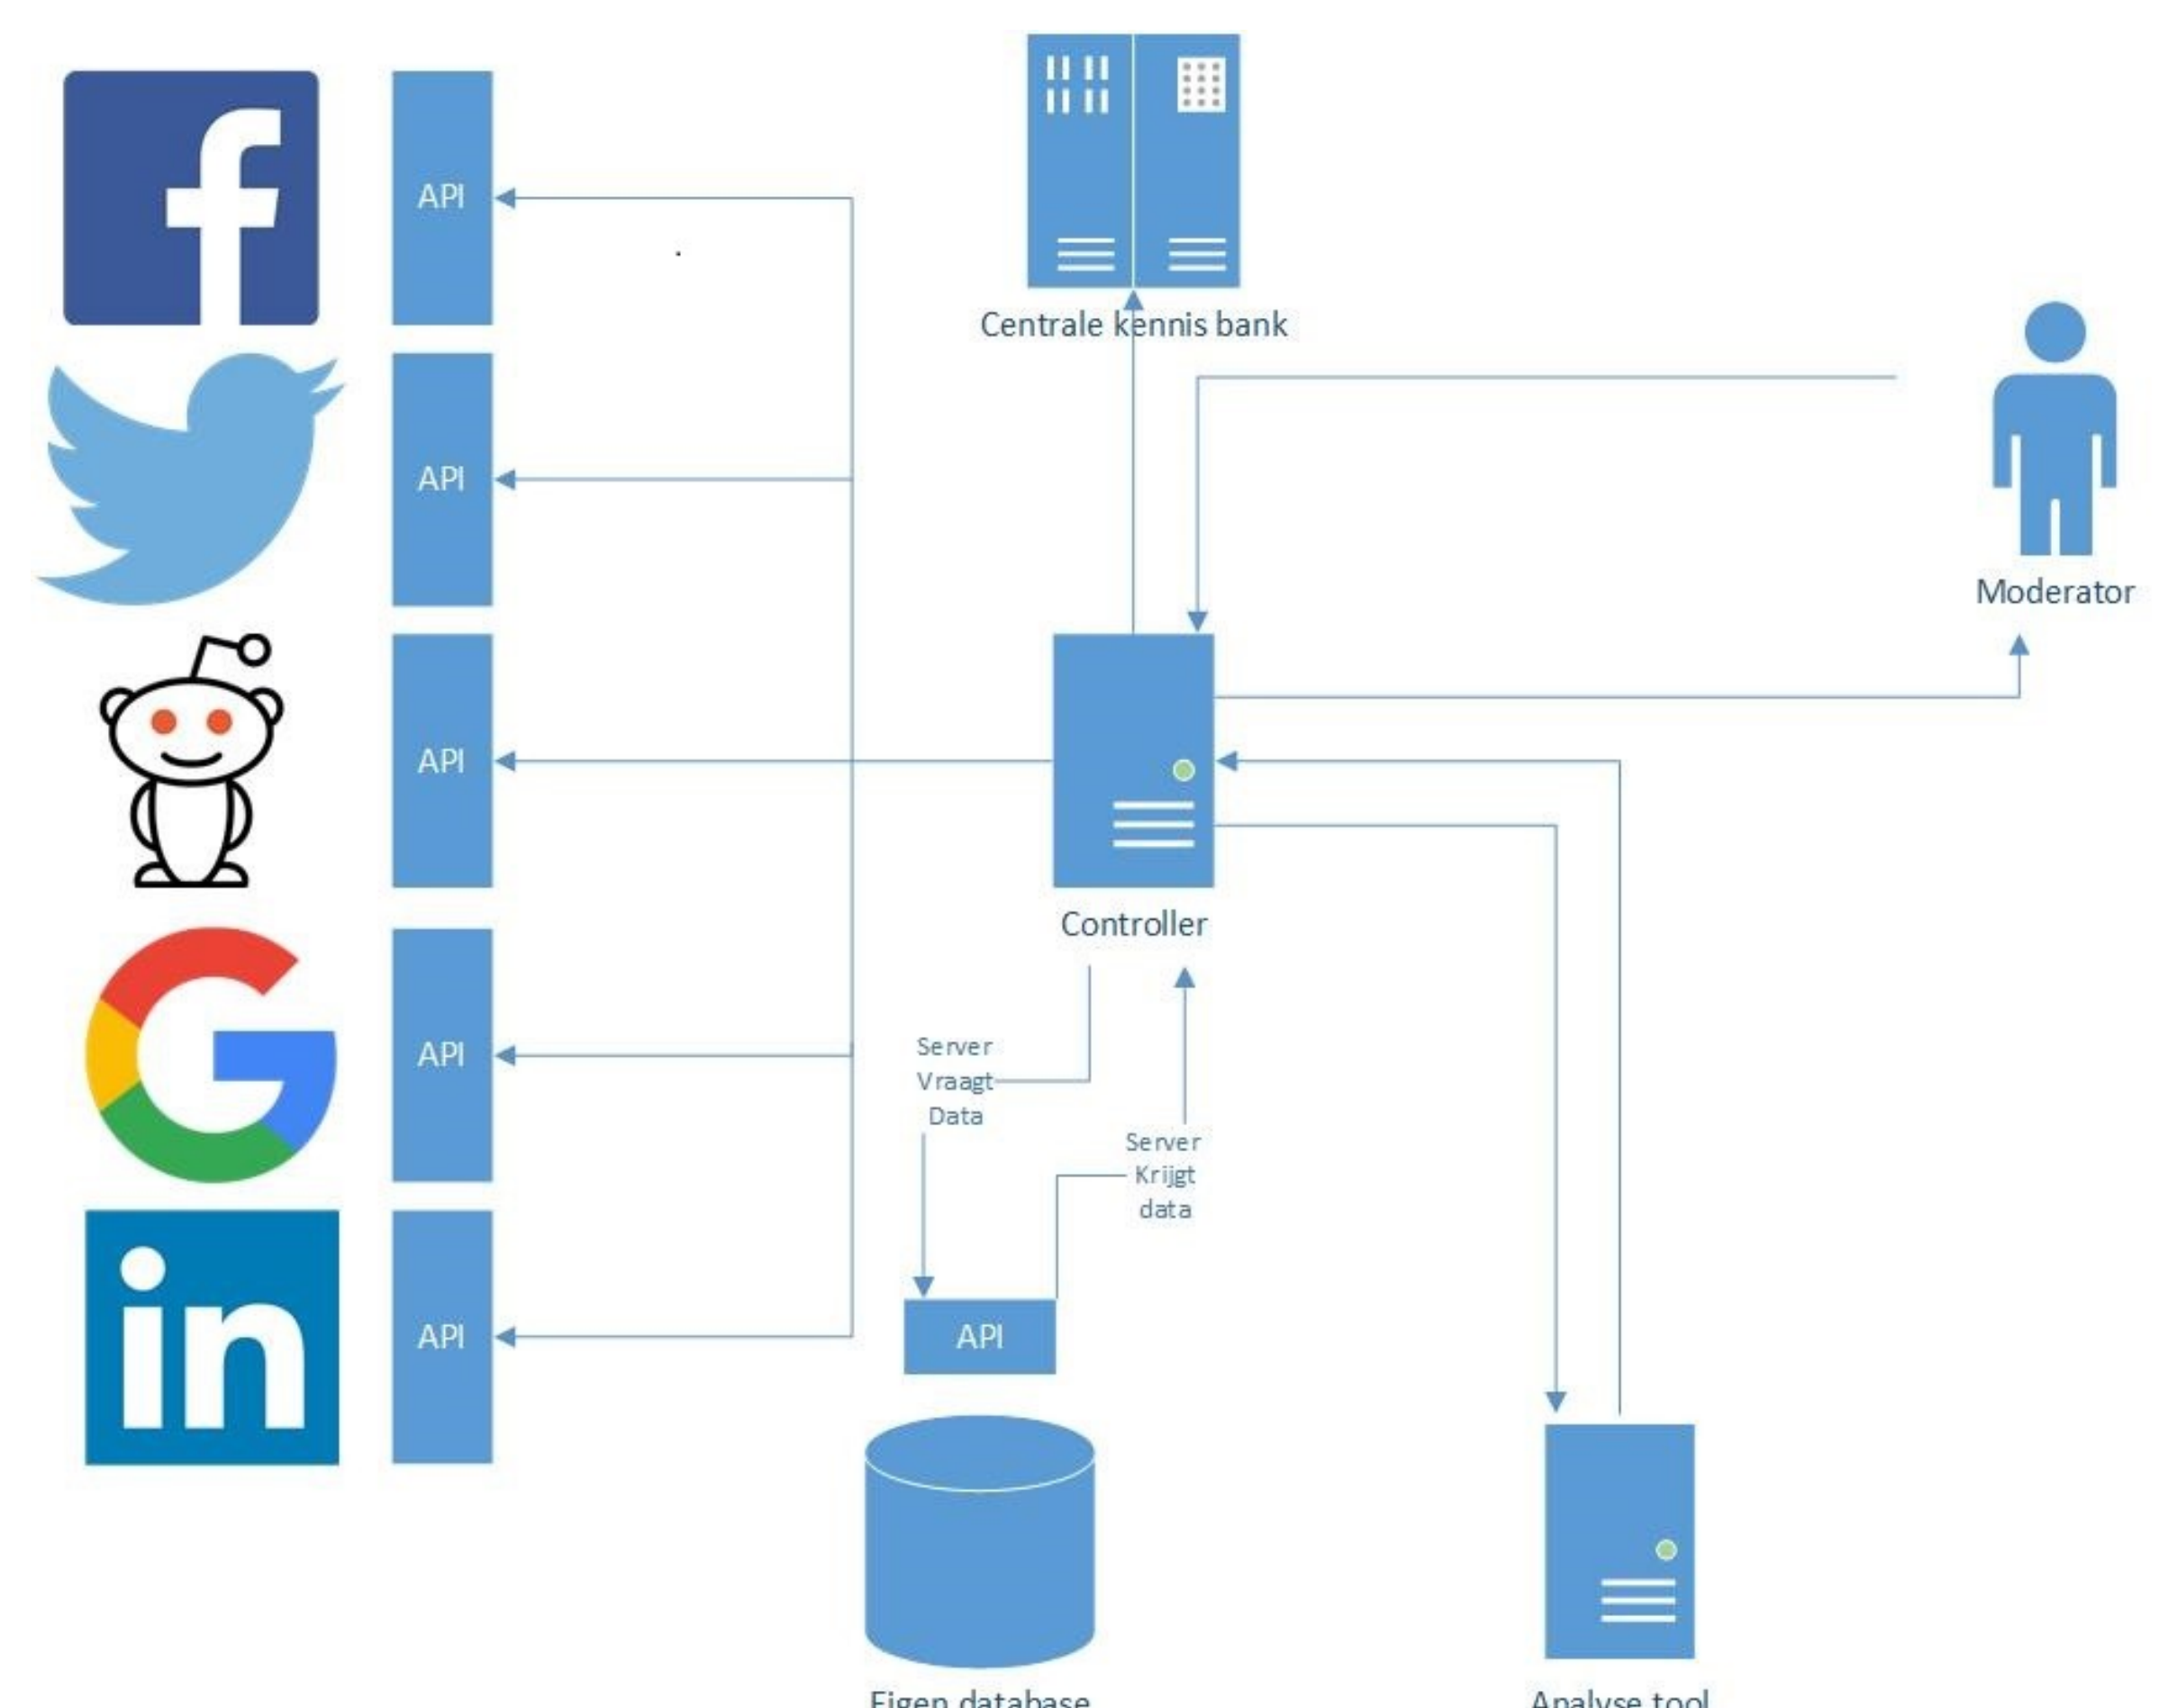 API
API
API
API
API
Centrale kennis bank
Moderator
Controller
Server
Vraagt
Data
Server
Krijgt
data
API
Eigen database
Analyse tool